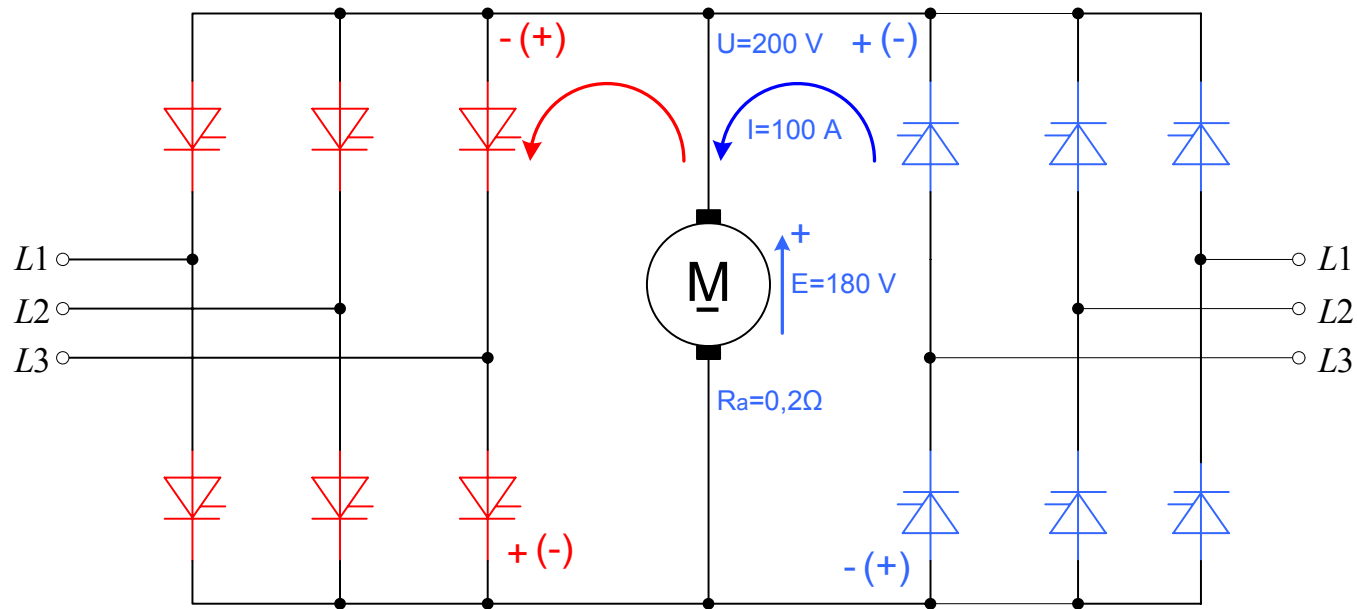 - (+)
U=200 V
+ (-)
I=100 A
L1
L2
L3
M
+
E=180 V
L1
L2
L3
Ra=0,2Ω
+ (-)
- (+)